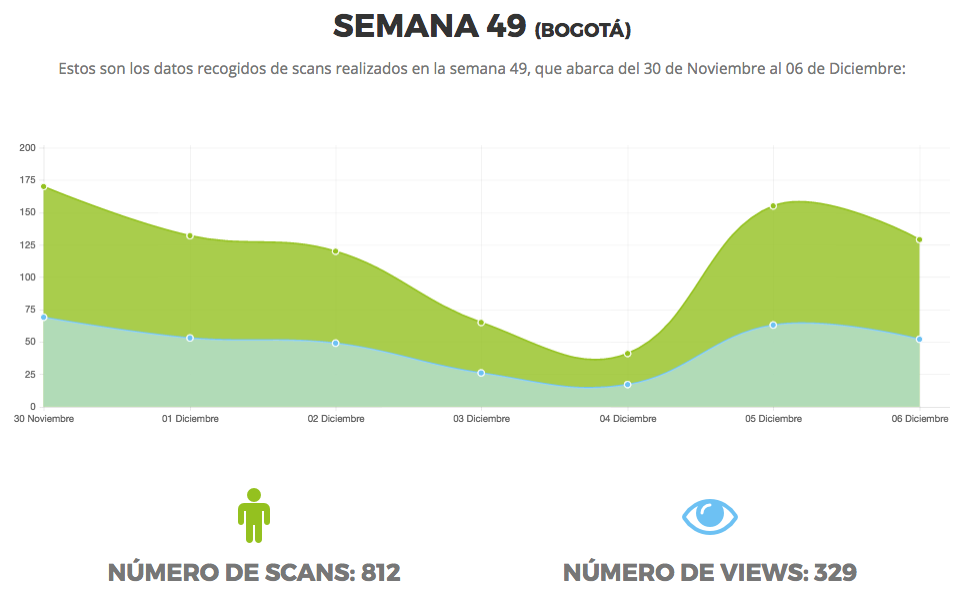 SEMANA 49 (BOGOTÁ)
Estos son los datos recogidos de scans realizados en la semana 49, que abarca del 30 de Noviembre al 06 de Diciembre:
200
175
150
125
100
75
50
25
0
30 Noviembre 01 Diciembre 02 Diciembre 03 Diciembre 04 Diciembre 05 Diciembre 06 Diciembre
NÚMERO DE SCANS: 812 NÚMERO DE VIEWS: 329